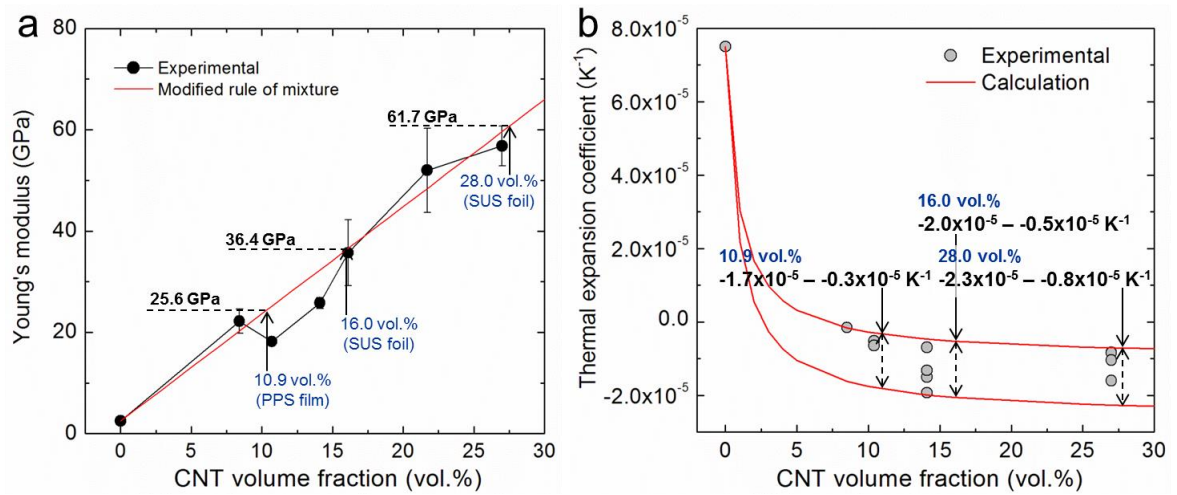 a
80
60
40
20
0
Young's modulus (GPa)
Experimental
Modified rule of mixture
61.7 GPa
28.0 vol.%
(SUS foil)
36.4 GPa
16.0 vol.%
(SUS foil)
25.6 GPa
10.9 vol.%
(PPS film)
0 5 10 15 20 25 30
CNT volume fraction (vol.%)
b
8.0x10⁻⁵
6.0x10⁻⁵
4.0x10⁻⁵
2.0x10⁻⁵
0.0
-2.0x10⁻⁵
Thermal expansion coefficient (K⁻¹)
Experimental
Calculation
16.0 vol.%
-2.0x10⁻⁵ – -0.5x10⁻⁵ K⁻¹
10.9 vol.%
-1.7x10⁻⁵ – -0.3x10⁻⁵ K⁻¹
28.0 vol.%
-2.3x10⁻⁵ – -0.8x10⁻⁵ K⁻¹
0 5 10 15 20 25 30
CNT volume fraction (vol.%)